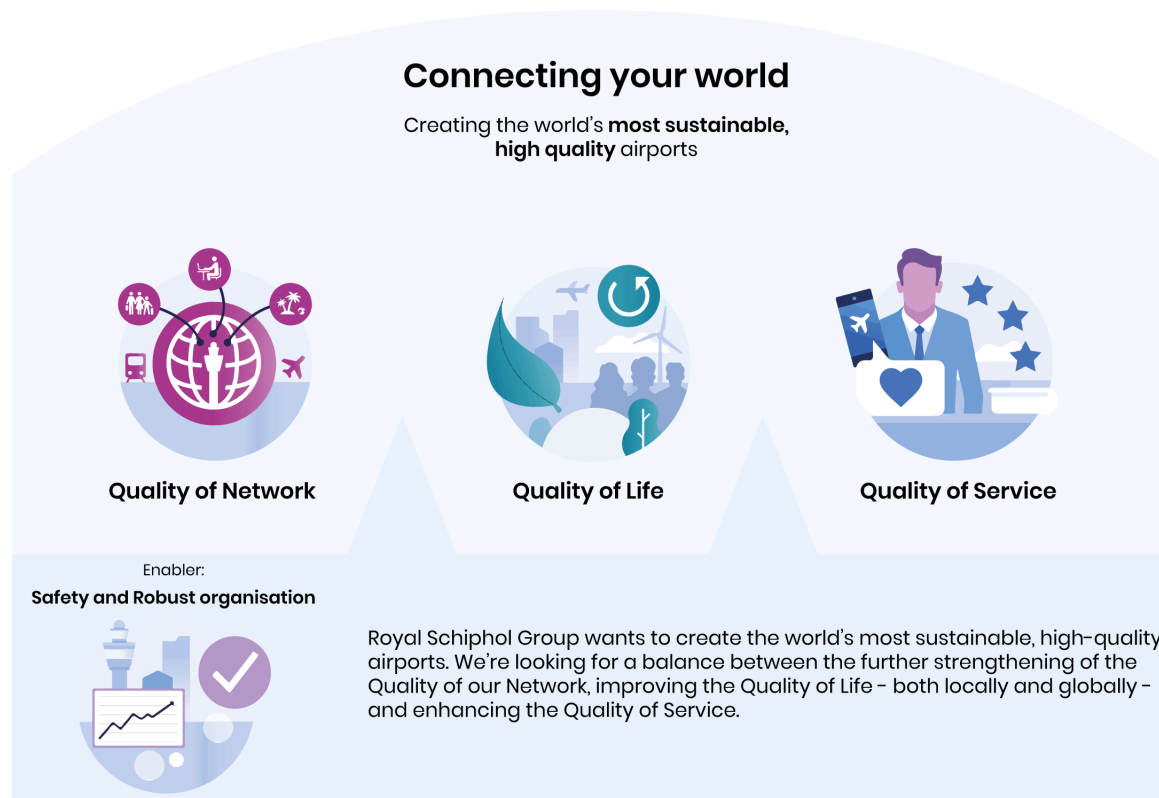 Connecting your world
Creating the world's most sustainable,
high quality airports
Quality of Network
Quality of Life
Quality of Service
Enabler:
Safety and Robust organisation
Royal Schiphol Group wants to create the world's most sustainable, high-quality
airports. We're looking for a balance between the further strengthening of the
Quality of our Network, improving the Quality of Life - both locally and globally -
and enhancing the Quality of Service.